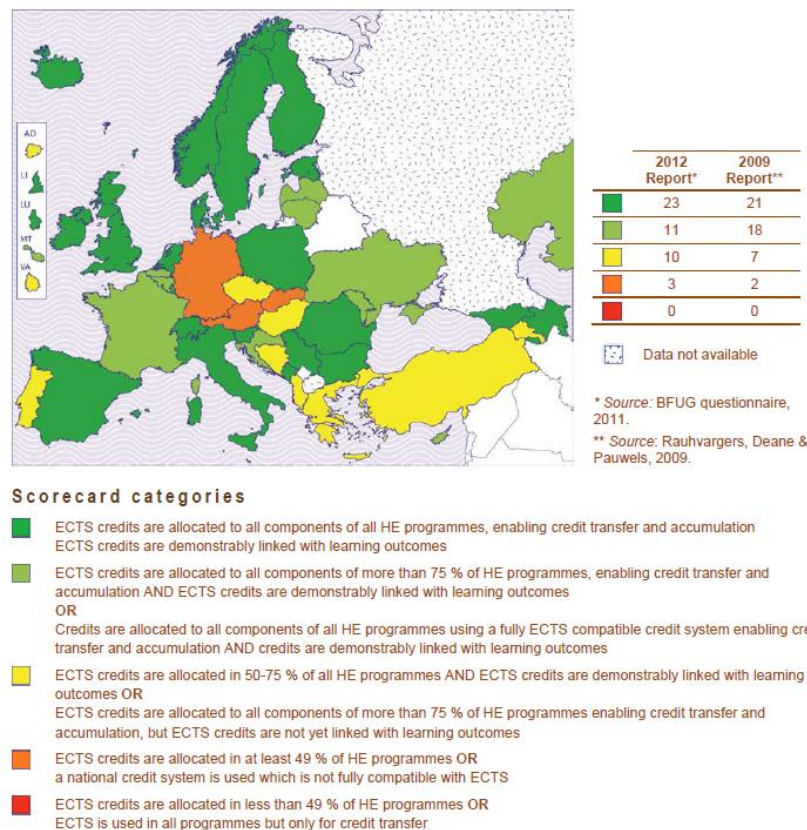 AD
LI
LU
MT
VA
2012 Report* 2009 Report**
23 21
11 18
10 7
3 2
0 0
Data not available
* Source: BFUG questionnaire,
2011.
** Source: Rauhvargers, Deane &
Pauwels, 2009.
Scorecard categories
ECTS credits are allocated to all components of all HE programmes, enabling credit transfer and accumulation
ECTS credits are demonstrably linked with learning outcomes
ECTS credits are allocated to all components of more than 75 % of HE programmes, enabling credit transfer and
accumulation AND ECTS credits are demonstrably linked with learning outcomes
OR
Credits are allocated to all components of all HE programmes using a fully ECTS compatible credit system enabling cre
transfer and accumulation AND credits are demonstrably linked with learning outcomes
ECTS credits are allocated in 50-75 % of all HE programmes AND ECTS credits are demonstrably linked with learning
outcomes OR
ECTS credits are allocated to all components of more than 75 % of HE programmes enabling credit transfer and
accumulation, but ECTS credits are not yet linked with learning outcomes
ECTS credits are allocated in at least 49 % of HE programmes OR
a national credit system is used which is not fully compatible with ECTS
ECTS credits are allocated in less than 49 % of HE programmes OR
ECTS is used in all programmes but only for credit transfer